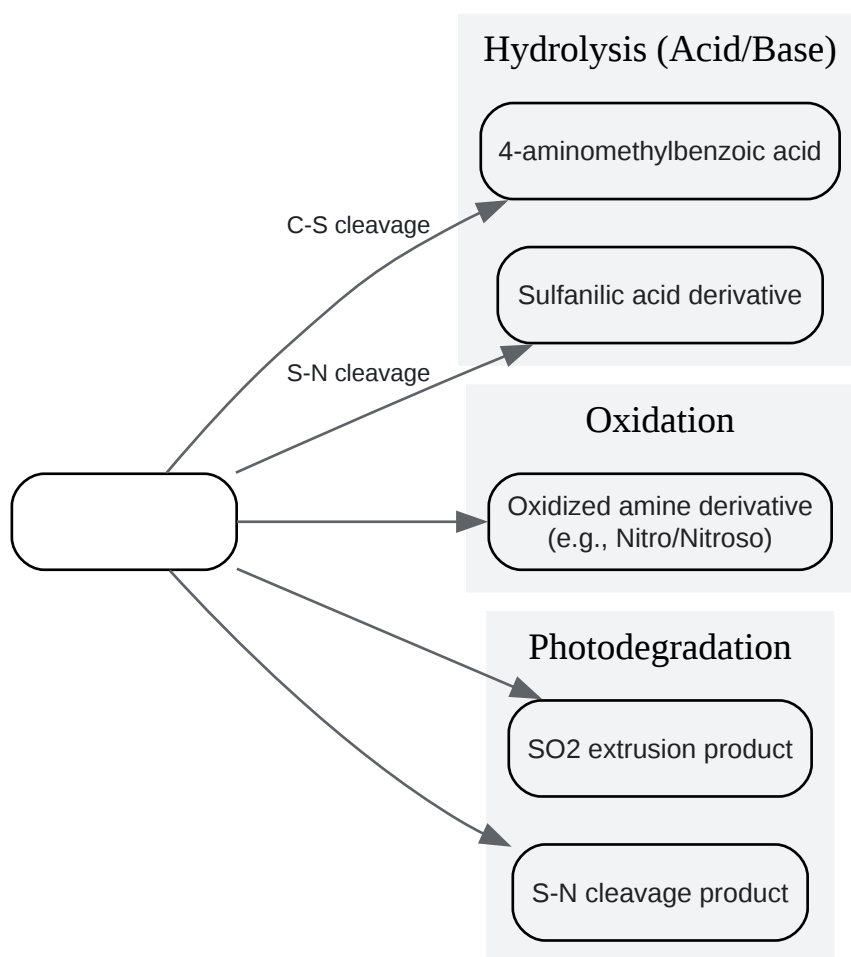 Hydrolysis (Acid/Base)
4-aminomethylbenzoic acid
C-S cleavage
Sulfanilic acid derivative
S-N cleavage
Oxidation
Oxidized amine derivative
(e.g., Nitro/Nitroso)
Photodegradation
SO2 extrusion product
S-N cleavage product